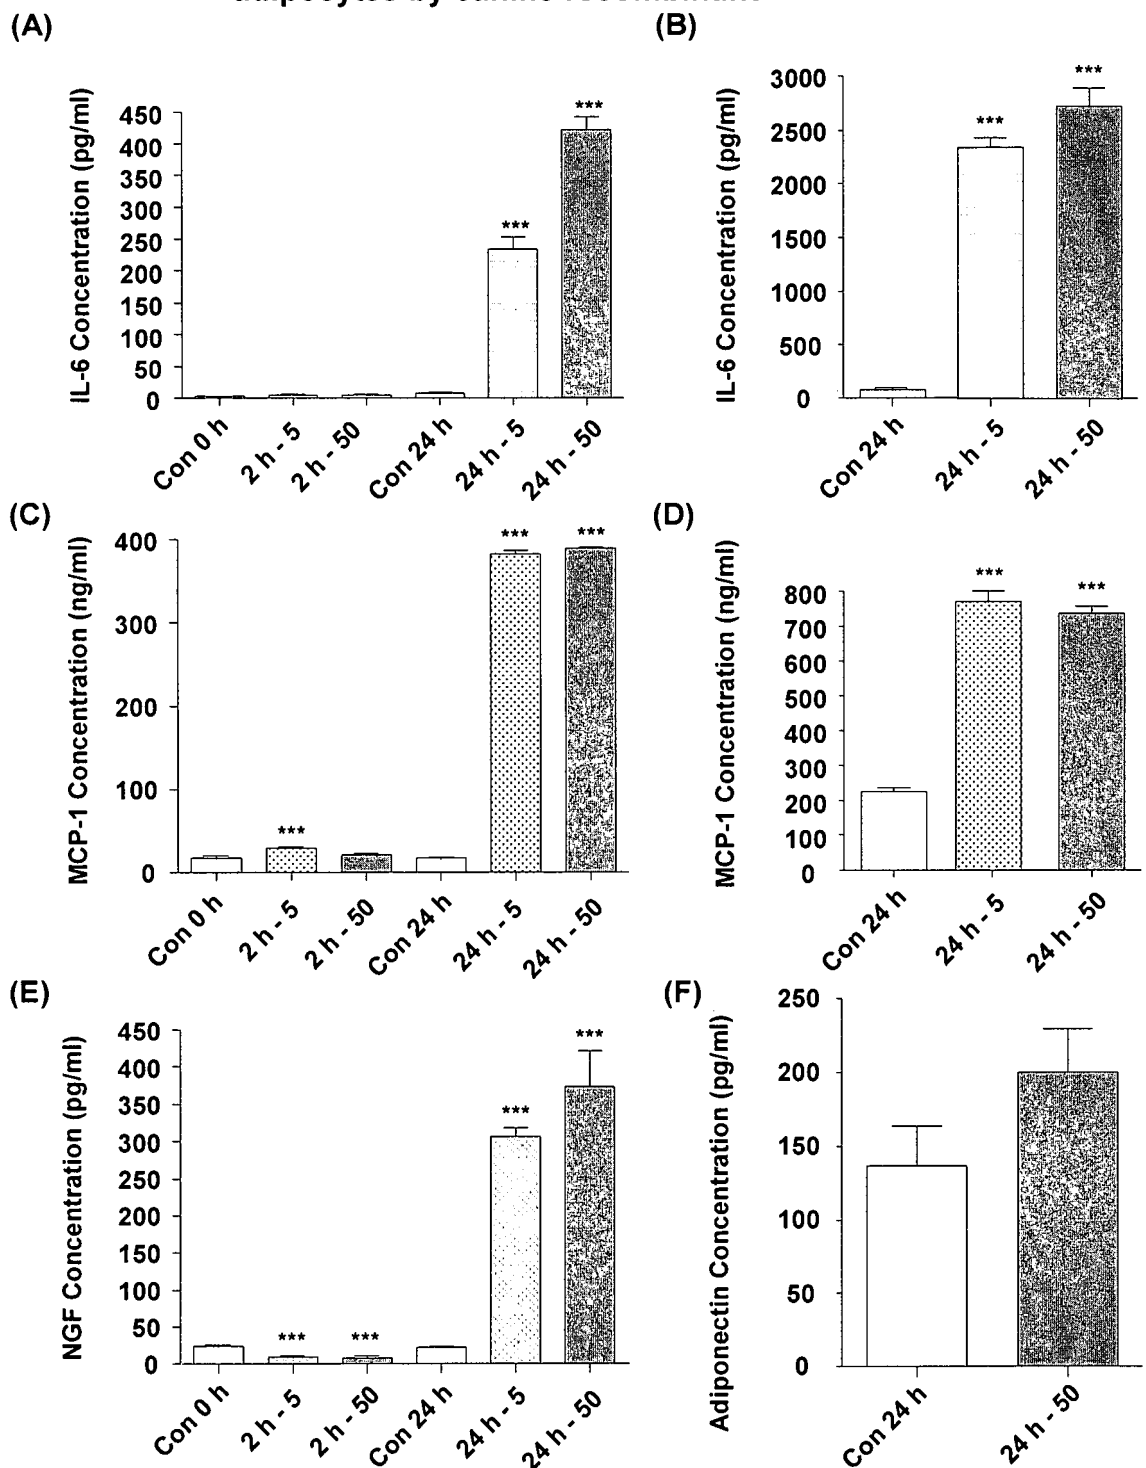 (A)
(B)
IL-6 Concentration (pg/ml)
450
400
350
300
250
200
150
100
50
0
***
***
Con 0 h
2 h - 5
2 h - 50
Con 24 h
24 h - 5
24 h - 50
IL-6 Concentration (pg/ml)
3000
2500
2000
1500
1000
500
0
***
***
Con 24 h
24 h - 5
24 h - 50
(C)
(D)
MCP-1 Concentration (ng/ml)
400
300
200
100
0
***
***
***
Con 0 h
2 h - 5
2 h - 50
Con 24 h
24 h - 5
24 h - 50
MCP-1 Concentration (ng/ml)
800
700
600
500
400
300
200
100
0
***
***
Con 24 h
24 h - 5
24 h - 50
(E)
(F)
NGF Concentration (pg/ml)
450
400
350
300
250
200
150
100
50
0
***
***
***
***
Con 0 h
2 h - 5
2 h - 50
Con 24 h
24 h - 5
24 h - 50
Adiponectin Concentration (pg/ml)
250
200
150
100
50
0
Con 24 h
24 h - 50